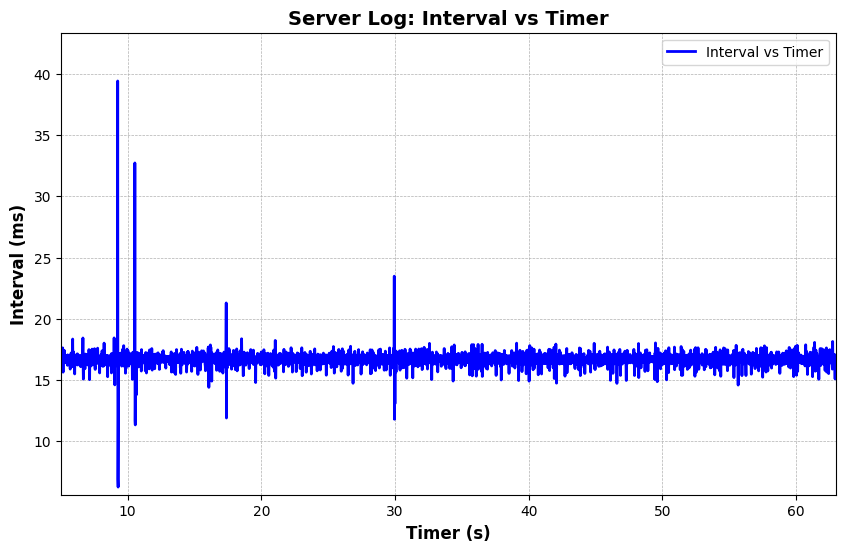 Server Log: Interval vs Timer
Interval vs Timer
Interval (ms)
40
35
30
25
20
15
10
10 20 30 40 50 60
Timer (s)